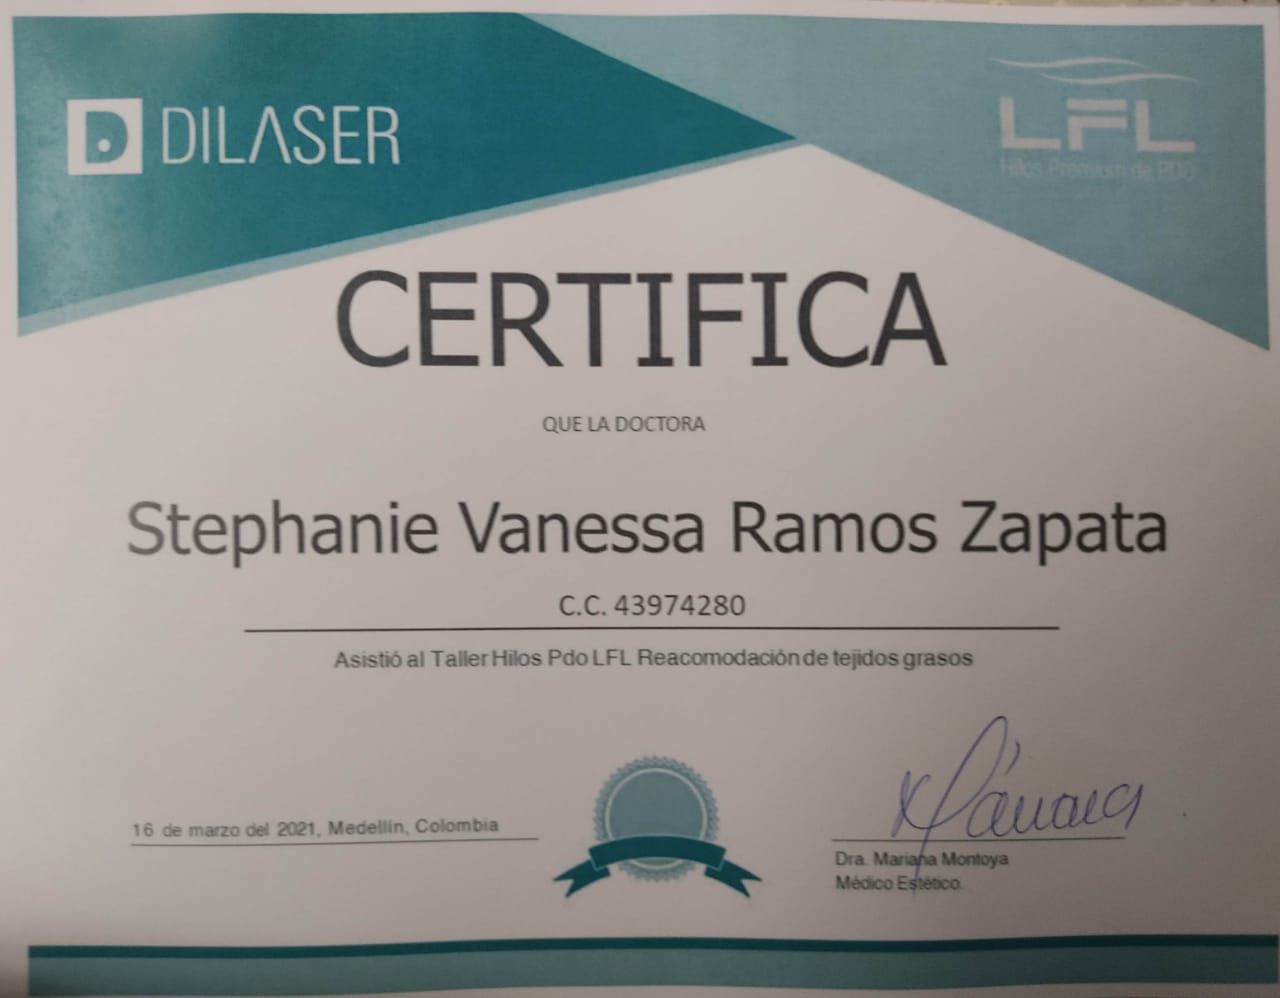 DILASER
LFL
Hilos Premium de PDO
CERTIFICA
QUE LA DOCTORA
Stephanie Vanessa Ramos Zapata
C.C. 43974280
Asistió al Taller Hilos Pdo LFL Reacomodación de tejidos grasos
16 de marzo del 2021, Medellín, Colombia
Dra. Mariana Montoya
Médico Estético.